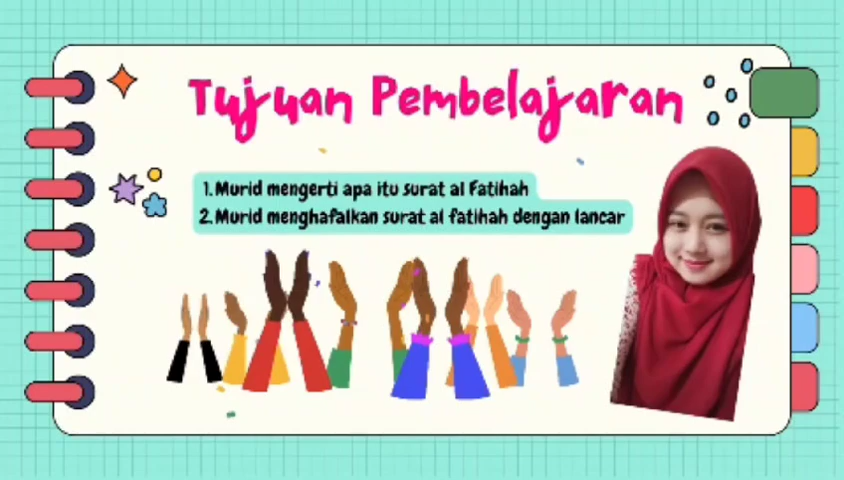 Tujuan Pembelajaran
1. Murid mengerti apa itu surat al Fatihah
2. Murid menghafalkan surat al fatihah dengan lancar